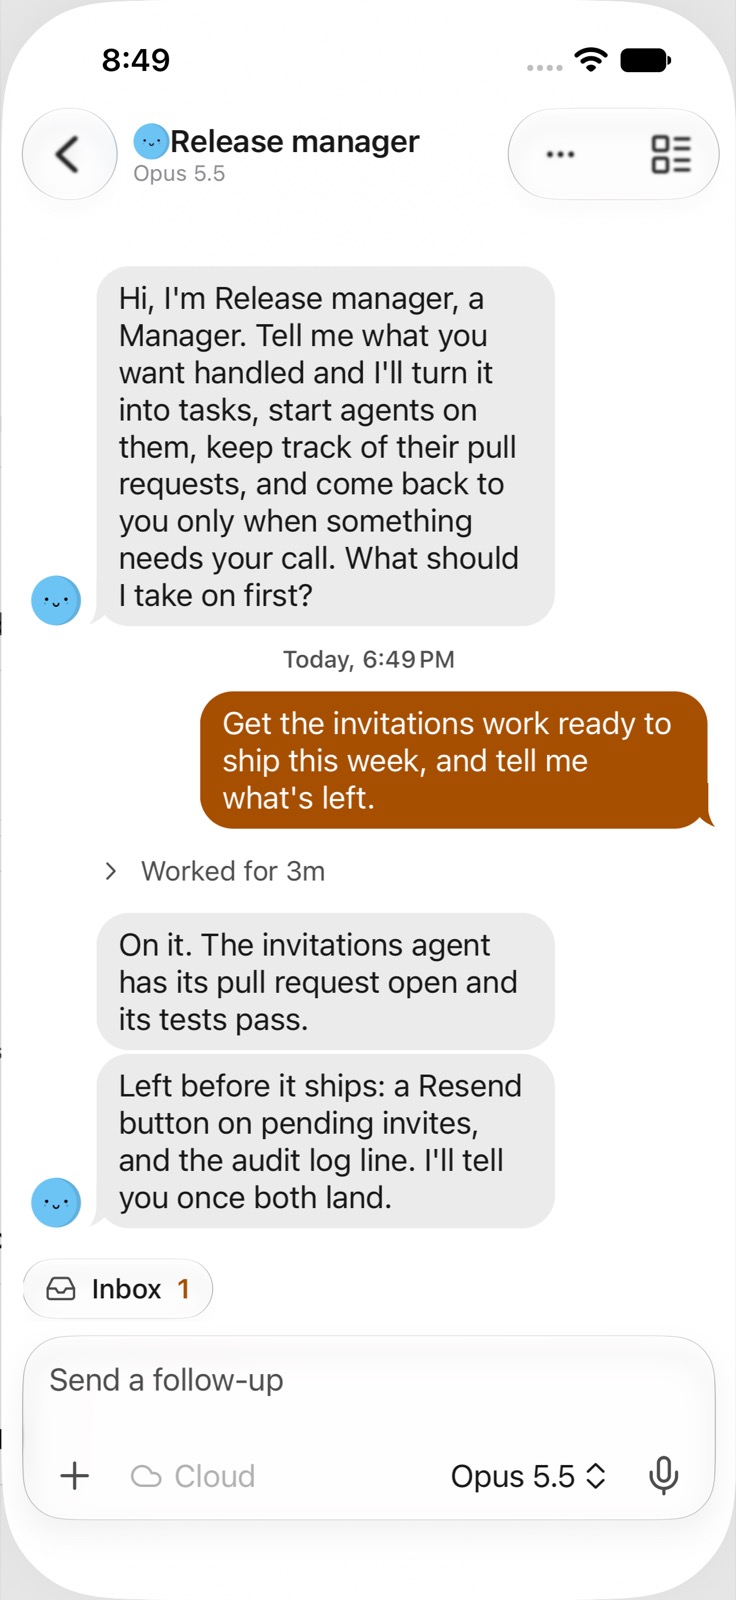 8:49
Release manager
Opus 5.5
Hi, I'm Release manager, a
Manager. Tell me what you
want handled and I'll turn it
into tasks, start agents on
them, keep track of their pull
requests, and come back to
you only when something
needs your call. What should
I take on first?
Today, 6:49 PM
Get the invitations work ready to
ship this week, and tell me
what's left.
Worked for 3m
On it. The invitations agent
has its pull request open and
its tests pass.
Left before it ships: a Resend
button on pending invites,
and the audit log line. I'll tell
you once both land.
Inbox 1
Send a follow-up
Cloud
Opus 5.5